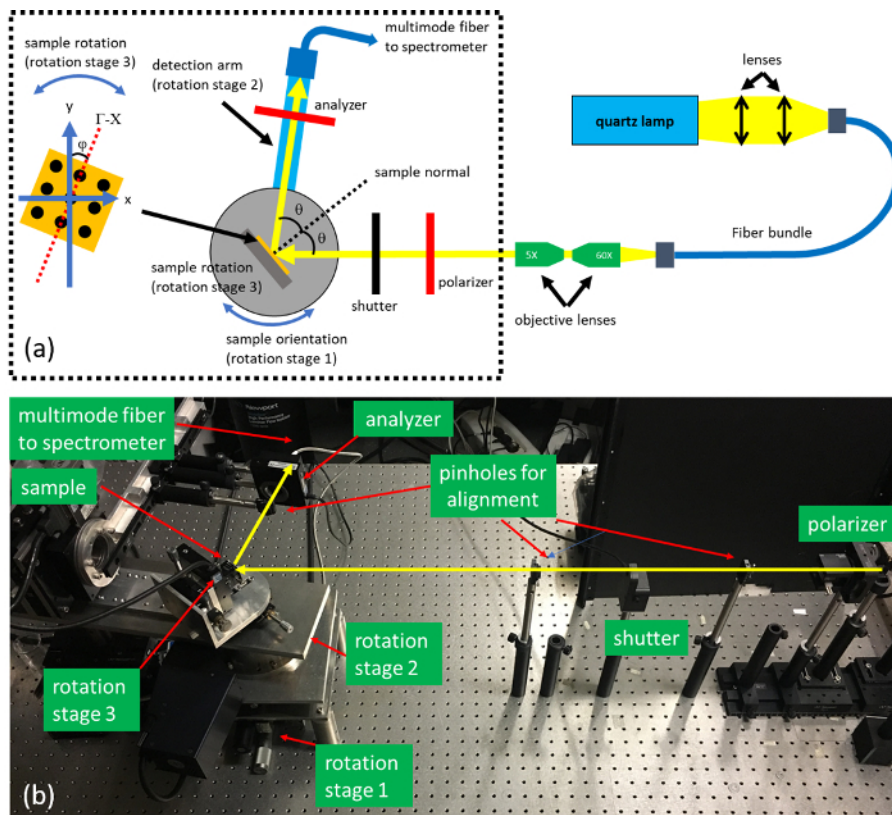 sample rotation
(rotation stage 3)
y
Γ-X
φ
x
detection arm
(rotation stage 2)
multimode fiber
to spectrometer
analyzer
sample normal
θ
θ
sample rotation
(rotation stage 3)
shutter
polarizer
sample orientation
(rotation stage 1)
(a)
lenses
quartz lamp
Fiber bundle
5X
60X
objective lenses
multimode fiber
to spectrometer
sample
Newport
analyzer
pinholes for
alignment
polarizer
shutter
rotation
stage 2
rotation
stage 3
rotation
stage 1
(b)